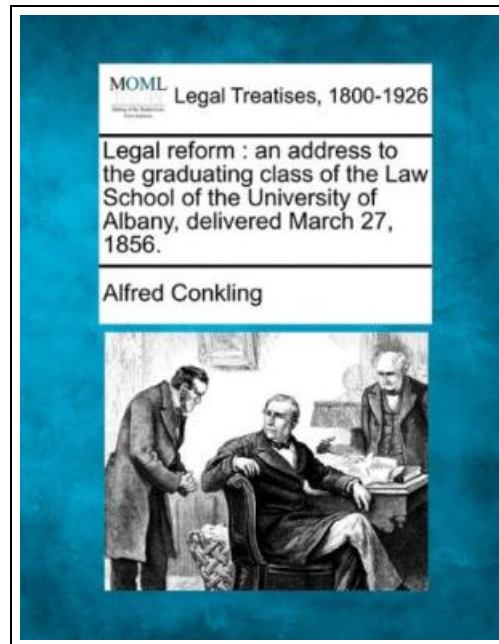 MOML
Legal Treatises, 1800-1926
Legal reform : an address to
the graduating class of the Law
School of the University of
Albany, delivered March 27,
1856.
Alfred Conkling